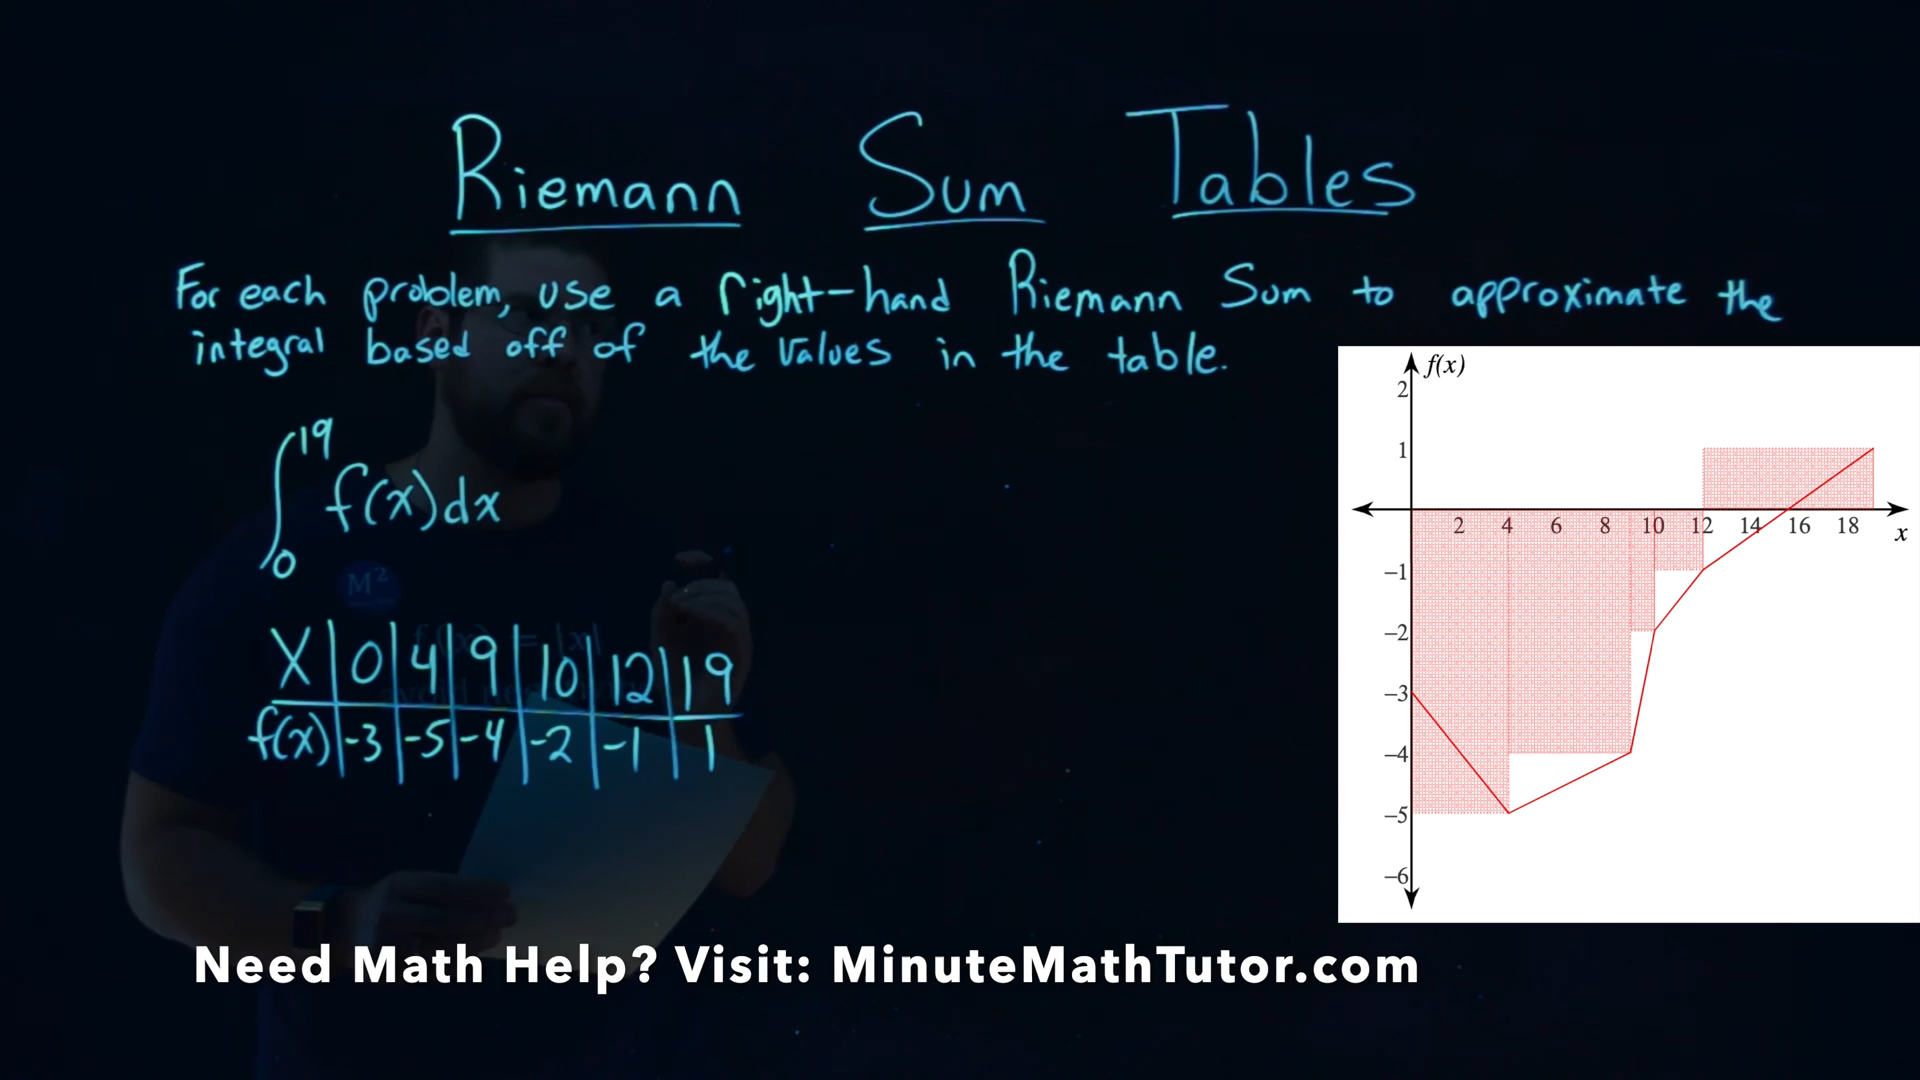 Riemann Sum Tables
For each problem, use a right-hand Riemann Sum to approximate the
integral based off of the values in the table.
∫₀¹⁹ f(x)dx
X | 0 | 4 | 9 | 10 | 12 | 19
f(x) | -3 | -5 | -4 | -2 | -1 | 1
M²
f(x)
2
1
2 4 6 8 10 12 14 16 18
x
−1
−2
−3
−4
−5
−6
Need Math Help? Visit: MinuteMathTutor.com